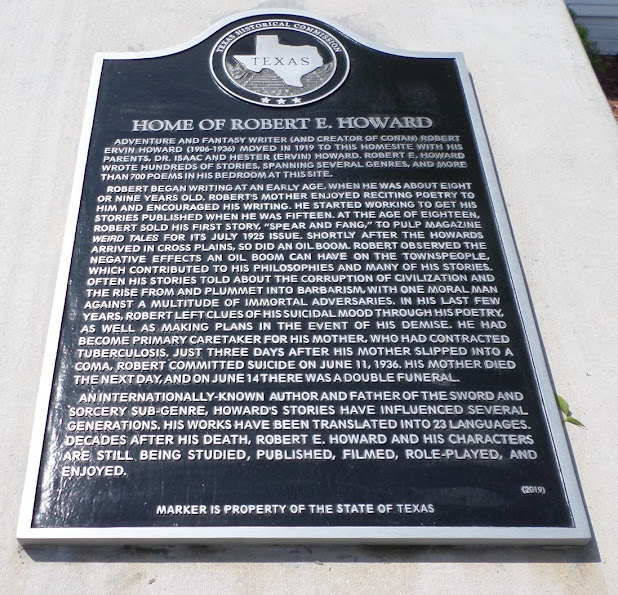 TEXAS HISTORICAL COMMISSION
TEXAS
HOME OF ROBERT E. HOWARD
ADVENTURE AND FANTASY WRITER (AND CREATOR OF CONAN) ROBERT
ERVIN HOWARD (1906-1936) MOVED IN 1919 TO THIS HOMESITE WITH HIS
PARENTS, DR. ISAAC AND HESTER (ERVIN) HOWARD. ROBERT E. HOWARD
WROTE HUNDREDS OF STORIES, SPANNING SEVERAL GENRES, AND MORE
THAN 700 POEMS IN HIS BEDROOM AT THIS SITE.
ROBERT BEGAN WRITING AT AN EARLY AGE, WHEN HE WAS ABOUT EIGHT
OR NINE YEARS OLD. ROBERT'S MOTHER ENJOYED RECITING POETRY TO
HIM AND ENCOURAGED HIS WRITING. HE STARTED WORKING TO GET HIS
STORIES PUBLISHED WHEN HE WAS FIFTEEN. AT THE AGE OF EIGHTEEN,
ROBERT SOLD HIS FIRST STORY, "SPEAR AND FANG," TO PULP MAGAZINE
WEIRD TALES FOR ITS JULY 1925 ISSUE. SHORTLY AFTER THE HOWARDS
ARRIVED IN CROSS PLAINS, SO DID AN OIL BOOM. ROBERT OBSERVED THE
NEGATIVE EFFECTS AN OIL BOOM CAN HAVE ON THE TOWNSPEOPLE,
WHICH CONTRIBUTED TO HIS PHILOSOPHIES AND MANY OF HIS STORIES.
OFTEN HIS STORIES TOLD ABOUT THE CORRUPTION OF CIVILIZATION AND
THE RISE FROM AND PLUMMET INTO BARBARISM, WITH ONE MORAL MAN
AGAINST A MULTITUDE OF IMMORTAL ADVERSARIES. IN HIS LAST FEW
YEARS, ROBERT LEFT CLUES OF HIS SUICIDAL MOOD THROUGH HIS POETRY,
AS WELL AS MAKING PLANS IN THE EVENT OF HIS DEMISE. HE HAD
BECOME PRIMARY CARETAKER FOR HIS MOTHER, WHO HAD CONTRACTED
TUBERCULOSIS. JUST THREE DAYS AFTER HIS MOTHER SLIPPED INTO A
COMA, ROBERT COMMITTED SUICIDE ON JUNE 11, 1936. HIS MOTHER DIED
THE NEXT DAY, AND ON JUNE 14 THERE WAS A DOUBLE FUNERAL.
AN INTERNATIONALLY-KNOWN AUTHOR AND FATHER OF THE SWORD AND
SORCERY SUB-GENRE, HOWARD'S STORIES HAVE INFLUENCED SEVERAL
GENERATIONS. HIS WORKS HAVE BEEN TRANSLATED INTO 23 LANGUAGES.
DECADES AFTER HIS DEATH, ROBERT E. HOWARD AND HIS CHARACTERS
ARE STILL BEING STUDIED, PUBLISHED, FILMED, ROLE-PLAYED, AND
ENJOYED.
(2019)
MARKER IS PROPERTY OF THE STATE OF TEXAS